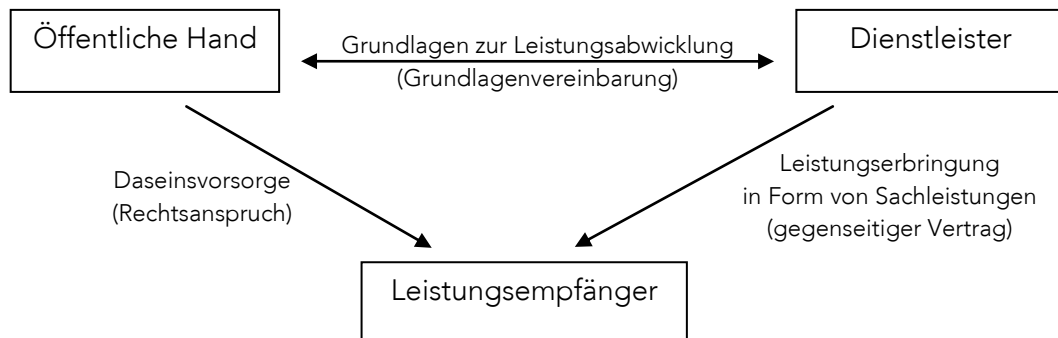 Öffentliche Hand
Grundlagen zur Leistungsabwicklung
(Grundlagenvereinbarung)
Dienstleister
Daseinsvorsorge
(Rechtsanspruch)
Leistungserbringung
in Form von Sachleistungen
(gegenseitiger Vertrag)
Leistungsempfänger